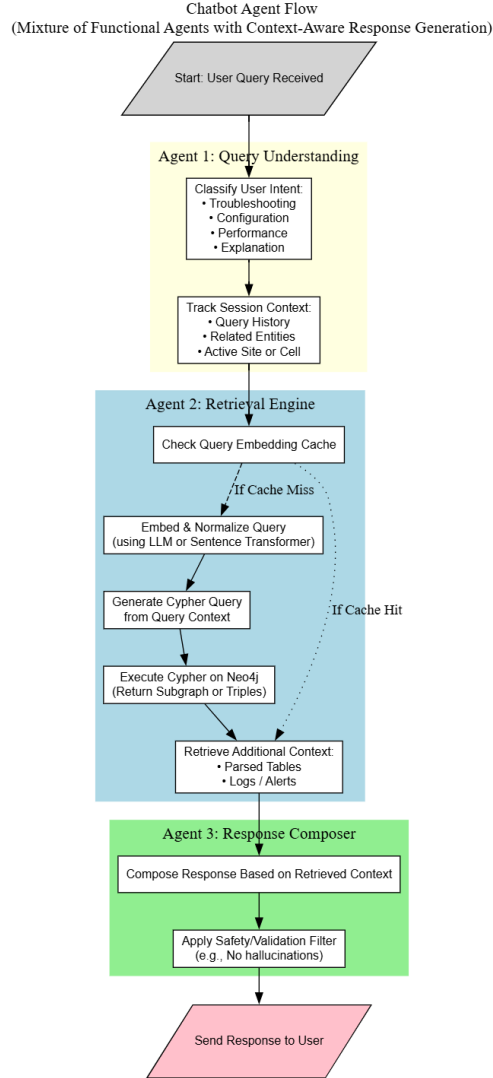 Chatbot Agent Flow
(Mixture of Functional Agents with Context-Aware Response Generation)
Start: User Query Received
Agent 1: Query Understanding
Classify User Intent:
• Troubleshooting
• Configuration
• Performance
• Explanation
Track Session Context:
• Query History
• Related Entities
• Active Site or Cell
Agent 2: Retrieval Engine
Check Query Embedding Cache
If Cache Miss
Embed & Normalize Query
(using LLM or Sentence Transformer)
Generate Cypher Query
from Query Context
If Cache Hit
Execute Cypher on Neo4j
(Return Subgraph or Triples)
Retrieve Additional Context:
• Parsed Tables
• Logs / Alerts
Agent 3: Response Composer
Compose Response Based on Retrieved Context
Apply Safety/Validation Filter
(e.g., No hallucinations)
Send Response to User